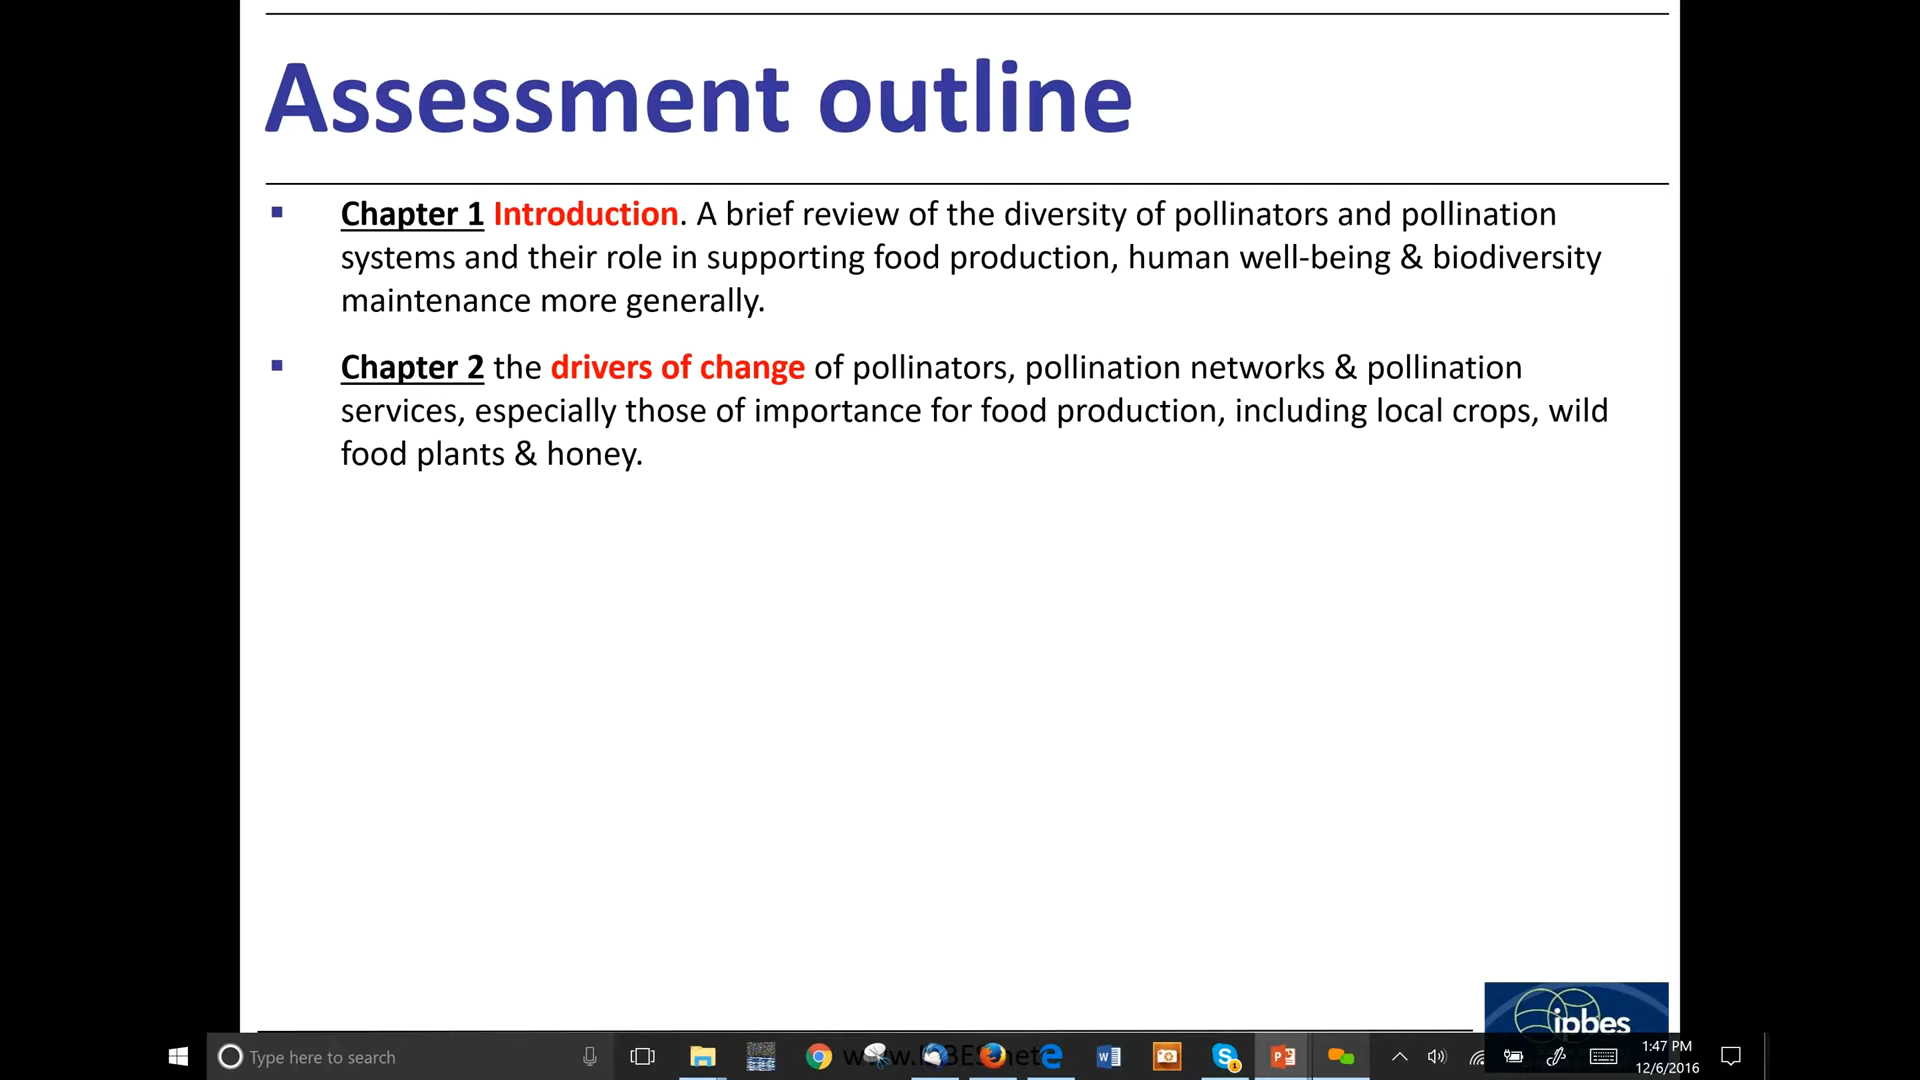 Assessment outline
Chapter 1 Introduction. A brief review of the diversity of pollinators and pollination
systems and their role in supporting food production, human well-being & biodiversity
maintenance more generally.
Chapter 2 the drivers of change of pollinators, pollination networks & pollination
services, especially those of importance for food production, including local crops, wild
food plants & honey.
ipbes
Type here to search
1:47 PM
12/6/2016